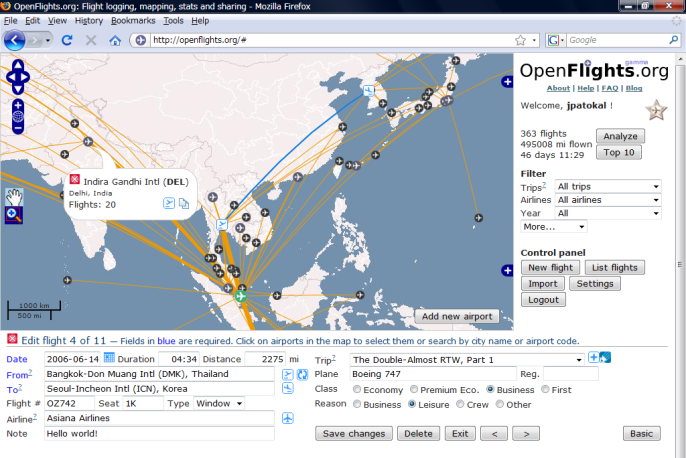 OpenFlights.org: Flight logging, mapping, stats and sharing - Mozilla Firefox
File Edit View History Bookmarks Tools Help
http://openflights.org/#
Google
gamma
OpenFlights.org
About | Help | FAQ | Blog
Welcome, jpatokal !
363 flights
495008 mi flown
46 days 11:29
Analyze
Top 10
Filter
Trips? All trips
Airlines All airlines
Year All
More...
Control panel
New flight List flights
Import Settings
Logout
Indira Gandhi Intl (DEL)
Delhi, India
Flights: 20
1000 km
500 mi
Add new airport
Edit flight 4 of 11 — Fields in blue are required. Click on airports in the map to select them or search by city name or airport code.
Date 2006-06-14 Duration 04:34 Distance 2275 mi
From? Bangkok-Don Muang Intl (DMK), Thailand
To? Seoul-Incheon Intl (ICN), Korea
Flight # OZ742 Seat 1K Type Window
Airline? Asiana Airlines
Note Hello world!
Trip? The Double-Almost RTW, Part 1
Plane Boeing 747 Reg.
Class Economy Premium Eco. Business First
Reason Business Leisure Crew Other
Save changes Delete Exit < > Basic